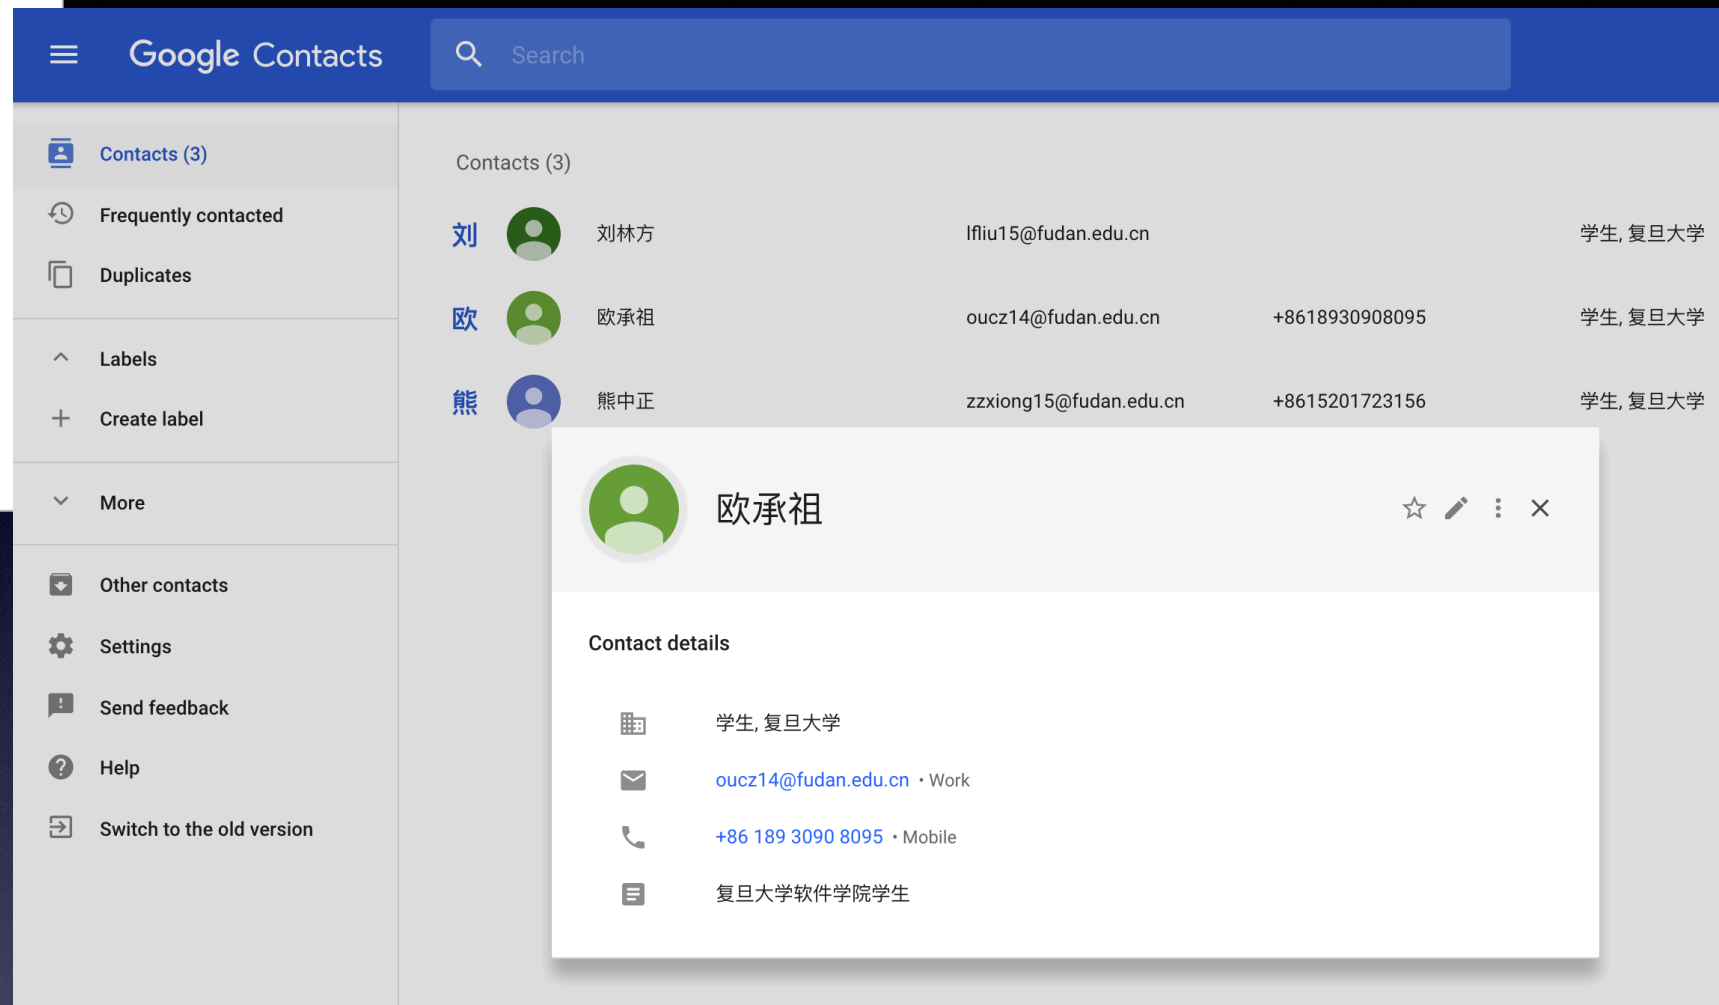 Google Contacts
Search
Contacts (3)
Frequently contacted
Duplicates
Labels
Create label
More
Other contacts
Settings
Send feedback
Help
Switch to the old version
Contacts (3)
刘 刘林方 lfliu15@fudan.edu.cn 学生, 复旦大学
欧 欧承祖 oucz14@fudan.edu.cn +8618930908095 学生, 复旦大学
熊 熊中正 zzxiong15@fudan.edu.cn +8615201723156 学生, 复旦大学
欧承祖
Contact details
学生, 复旦大学
oucz14@fudan.edu.cn • Work
+86 189 3090 8095 • Mobile
复旦大学软件学院学生